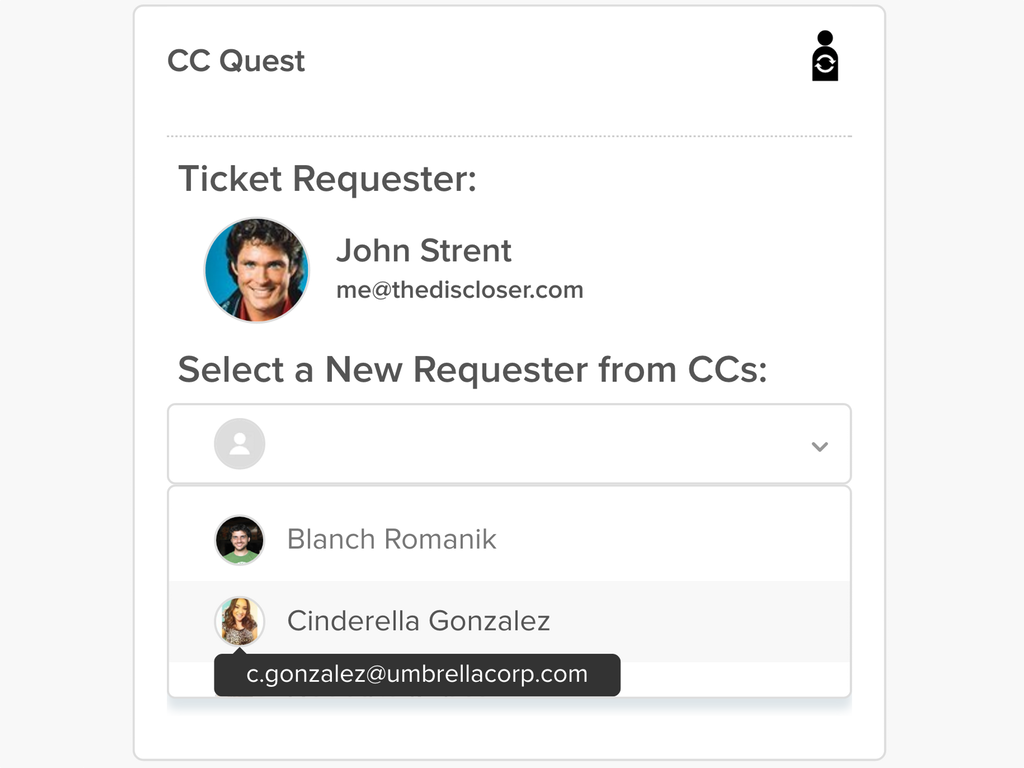 CC Quest
Ticket Requester:
John Strent
me@thediscloser.com
Select a New Requester from CCs:
Blanch Romanik
Cinderella Gonzalez
c.gonzalez@umbrellacorp.com